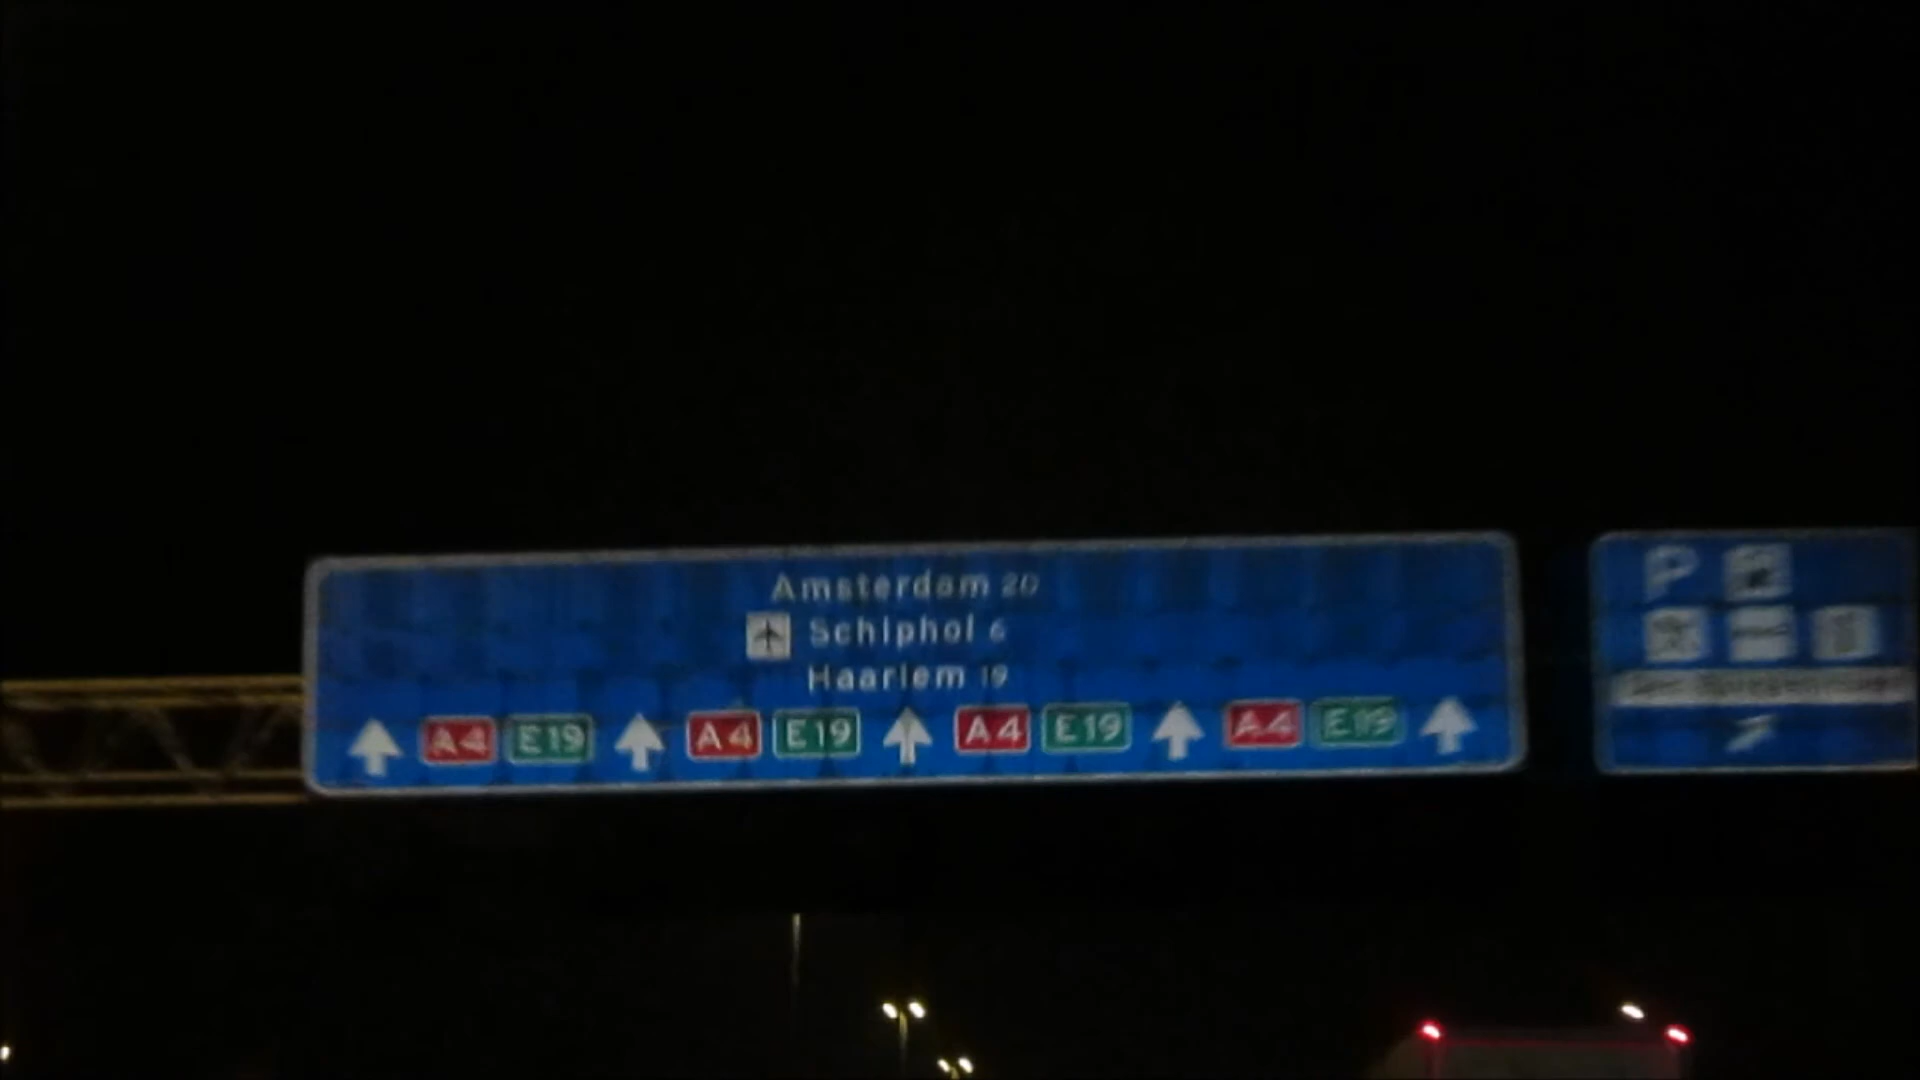 Amsterdam 20
Schiphol 6
Haarlem 19
A4 E19 A4 E19 A4 E19 A4 E19
P